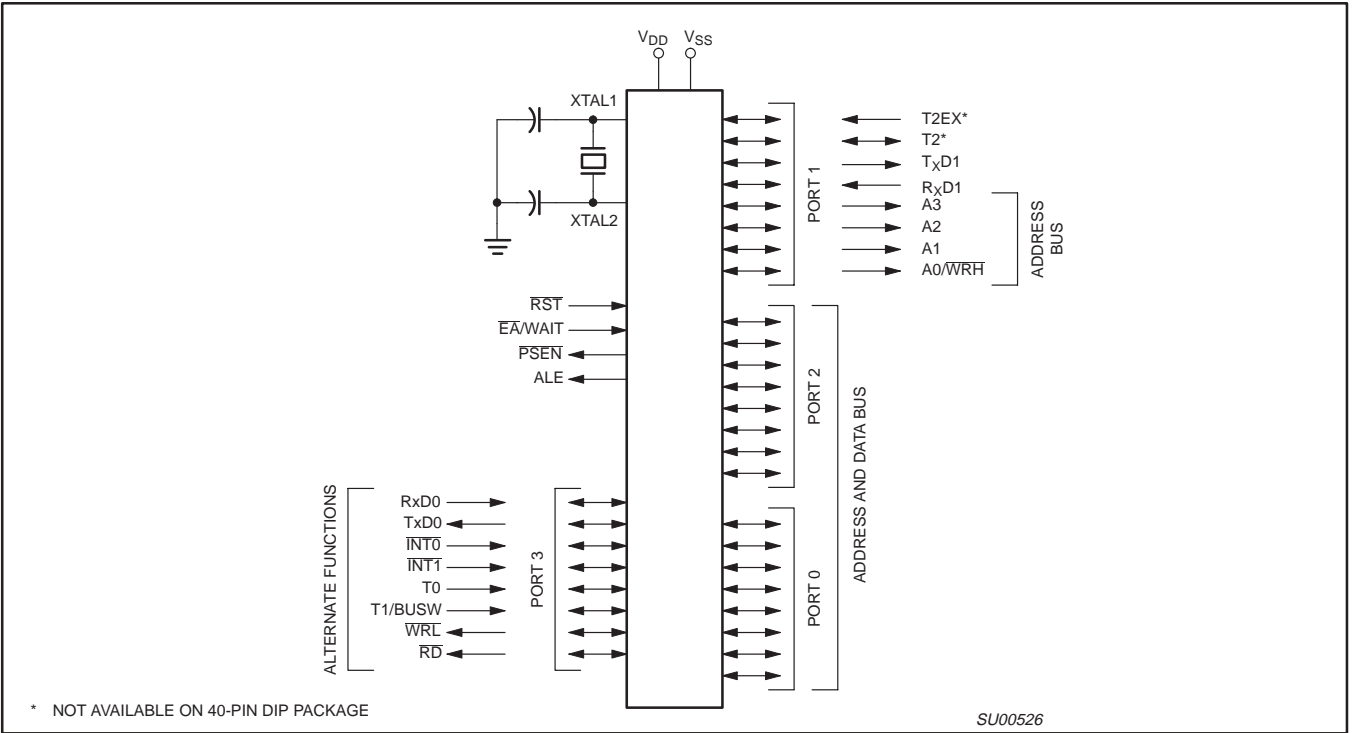 VDD VSS
XTAL1
XTAL2
RST
EA/WAIT
PSEN
ALE
PORT 1
T2EX*
T2*
TXD1
RXD1
A3
A2
A1
A0/WRH
ADDRESS
BUS
PORT 2
ADDRESS AND DATA BUS
PORT 0
ALTERNATE FUNCTIONS
RxD0
TxD0
INT0
INT1
T0
T1/BUSW
WRL
RD
PORT 3
* NOT AVAILABLE ON 40-PIN DIP PACKAGE
SU00526